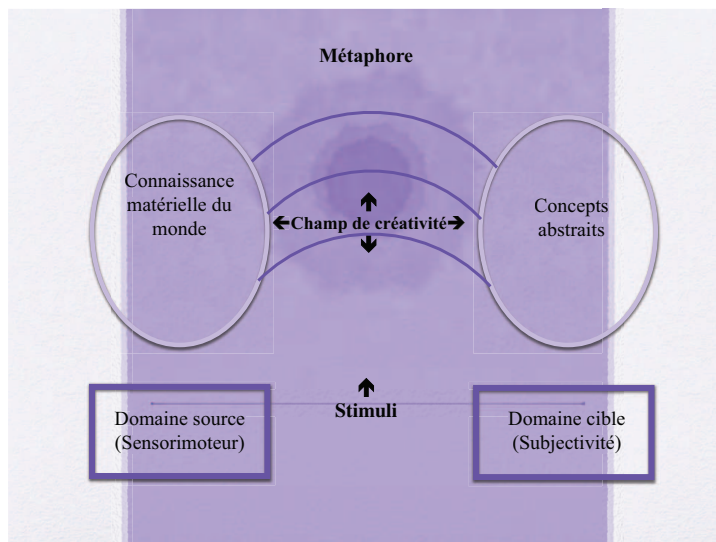 Métaphore
Connaissance
matérielle du
monde
Champ de créativité
Concepts
abstraits
Stimuli
Domaine source
(Sensorimoteur)
Domaine cible
(Subjectivité)